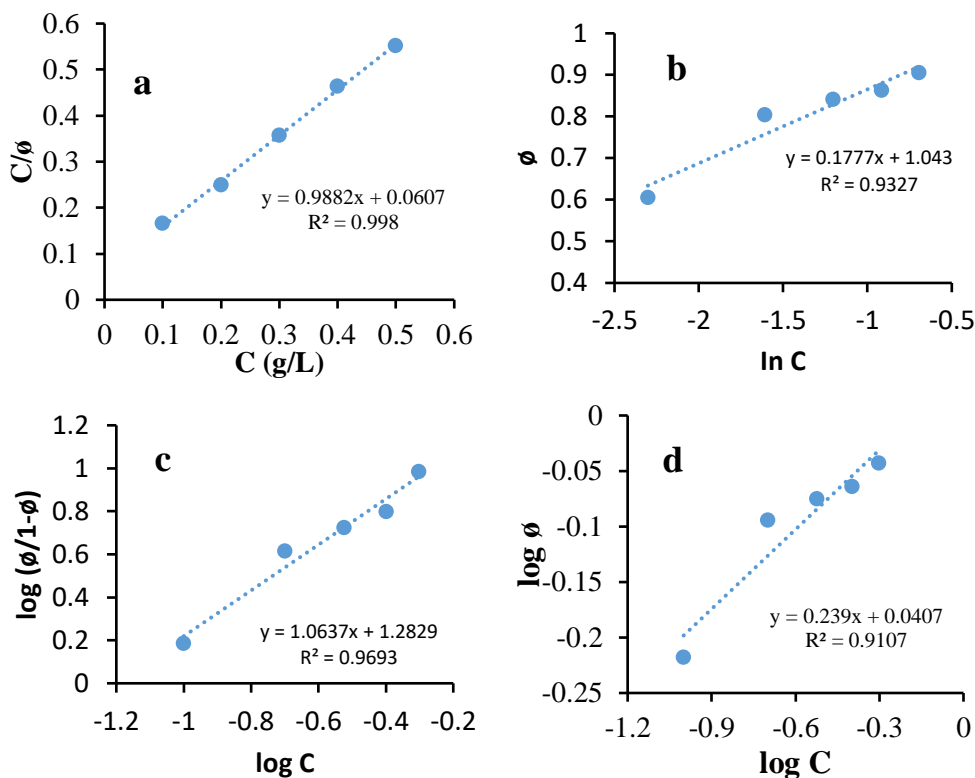 a
C/ø
0.6
0.5
0.4
0.3
0.2
0.1
0
y = 0.9882x + 0.0607
R² = 0.998
0 0.1 0.2 0.3 0.4 0.5 0.6
C (g/L)
b
ø
1
0.9
0.8
0.7
0.6
0.5
0.4
y = 0.1777x + 1.043
R² = 0.9327
-2.5 -2 -1.5 -1 -0.5
ln C
c
log (ø/1-ø)
1.2
1
0.8
0.6
0.4
0.2
0
y = 1.0637x + 1.2829
R² = 0.9693
-1.2 -1 -0.8 -0.6 -0.4 -0.2
log C
d
log ø
0
-0.05
-0.1
-0.15
-0.2
-0.25
y = 0.239x + 0.0407
R² = 0.9107
-1.2 -0.9 -0.6 -0.3 0
log C